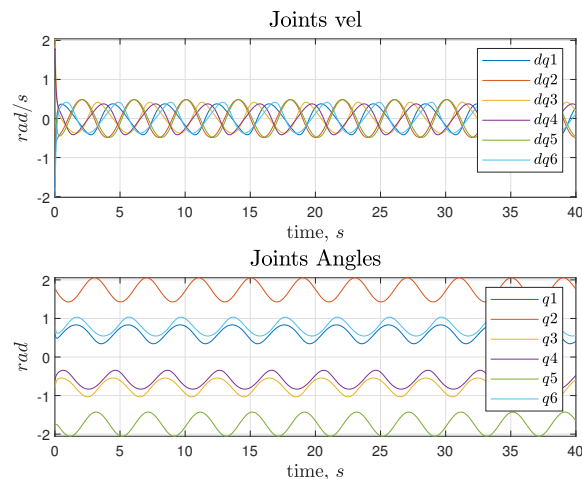 Joints vel
2
1
0
-1
-2
rad/s
dq1
dq2
dq3
dq4
dq5
dq6
0 5 10 15 20 25 30 35 40
time, s
Joints Angles
2
1
0
-1
-2
rad
q1
q2
q3
q4
q5
q6
0 5 10 15 20 25 30 35 40
time, s